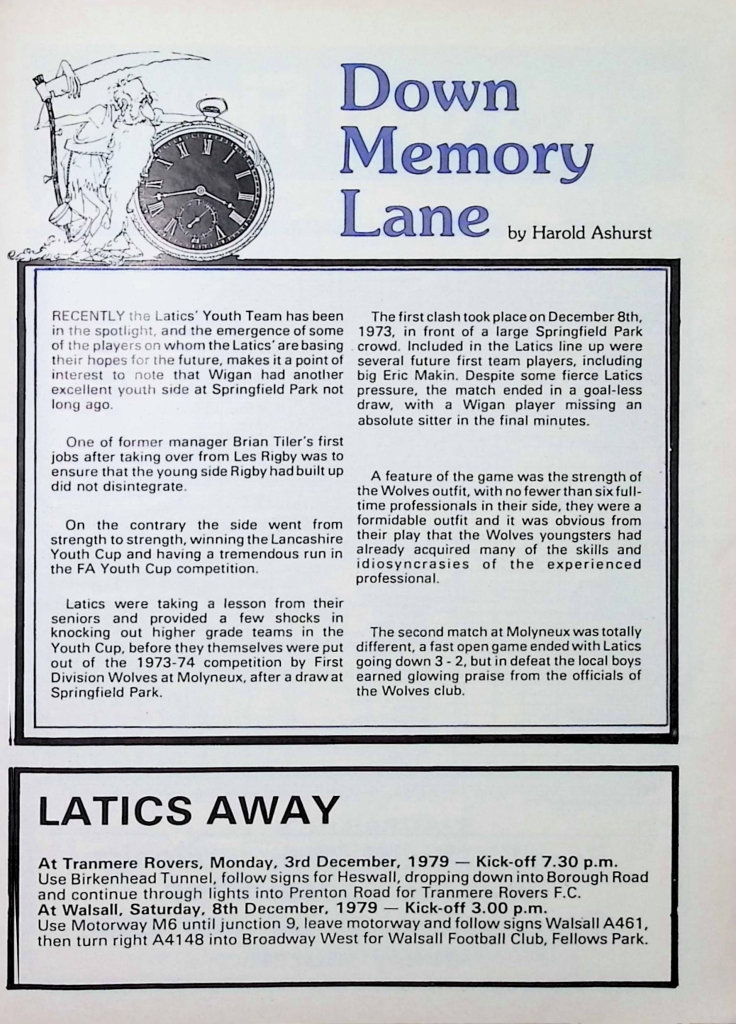 Down
Memory
Lane by Harold Ashurst
RECENTLY the Latics' Youth Team has been
in the spotlight, and the emergence of some
of the players on whom the Latics' are basing
their hopes for the future, makes it a point of
interest to note that Wigan had another
excellent youth side at Springfield Park not
long ago.
One of former manager Brian Tiler's first
jobs after taking over from Les Rigby was to
ensure that the young side Rigby had built up
did not disintegrate.
On the contrary the side went from
strength to strength, winning the Lancashire
Youth Cup and having a tremendous run in
the FA Youth Cup competition.
Latics were taking a lesson from their
seniors and provided a few shocks in
knocking out higher grade teams in the
Youth Cup, before they themselves were put
out of the 1973-74 competition by First
Division Wolves at Molyneux, after a draw at
Springfield Park.
The first clash took place on December 8th,
1973, in front of a large Springfield Park
crowd. Included in the Latics line up were
several future first team players, including
big Eric Makin. Despite some fierce Latics
pressure, the match ended in a goal-less
draw, with a Wigan player missing an
absolute sitter in the final minutes.
A feature of the game was the strength of
the Wolves outfit, with no fewer than six full-
time professionals in their side, they were a
formidable outfit and it was obvious from
their play that the Wolves youngsters had
already acquired many of the skills and
idiosyncrasies of the experienced
professional.
The second match at Molyneux was totally
different, a fast open game ended with Latics
going down 3 - 2, but in defeat the local boys
earned glowing praise from the officials of
the Wolves club.
LATICS AWAY
At Tranmere Rovers, Monday, 3rd December, 1979 — Kick-off 7.30 p.m.
Use Birkenhead Tunnel, follow signs for Heswall, dropping down into Borough Road
and continue through lights into Prenton Road for Tranmere Rovers F.C.
At Walsall, Saturday, 8th December, 1979 — Kick-off 3.00 p.m.
Use Motorway M6 until junction 9, leave motorway and follow signs Walsall A461,
then turn right A4148 into Broadway West for Walsall Football Club, Fellows Park.